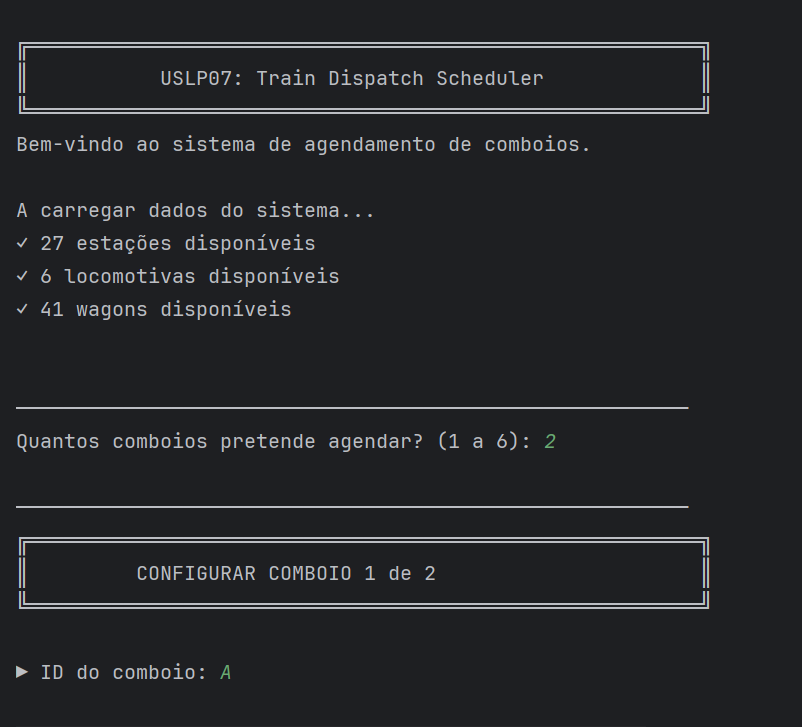 USLP07: Train Dispatch Scheduler
Bem-vindo ao sistema de agendamento de comboios.
A carregar dados do sistema...
✓ 27 estações disponíveis
✓ 6 locomotivas disponíveis
✓ 41 wagons disponíveis
Quantos comboios pretende agendar? (1 a 6): 2
CONFIGURAR COMBOIO 1 de 2
▶ ID do comboio: A